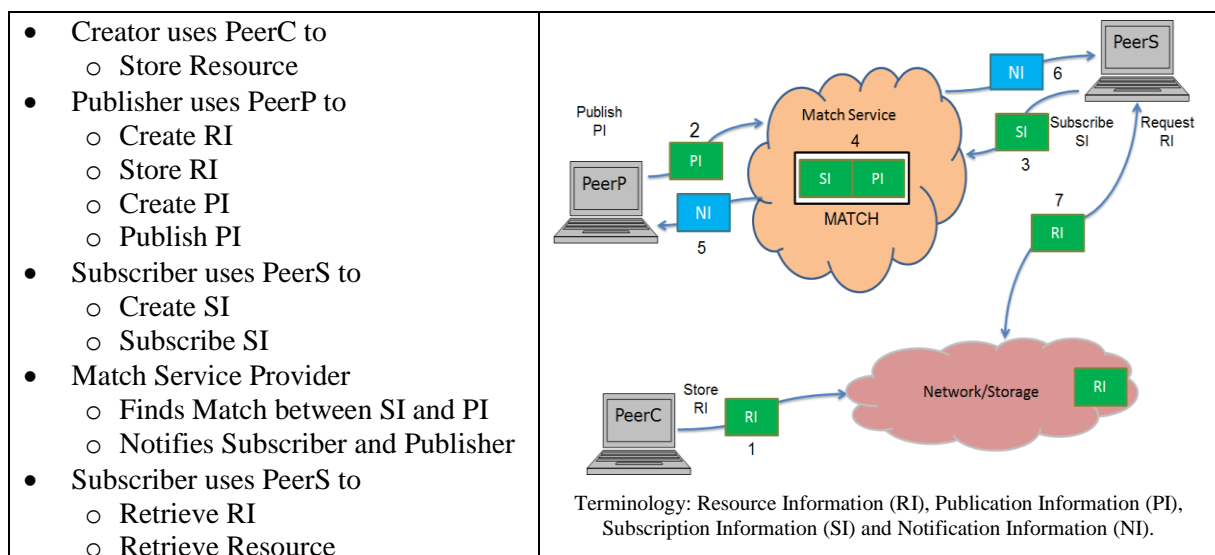 • Creator uses PeerC to
o Store Resource
• Publisher uses PeerP to
o Create RI
o Store RI
o Create PI
o Publish PI
• Subscriber uses PeerS to
o Create SI
o Subscribe SI
• Match Service Provider
o Finds Match between SI and PI
o Notifies Subscriber and Publisher
• Subscriber uses PeerS to
o Retrieve RI
o Retrieve Resource
PeerS
NI
6
Publish
PI
2
PI
Match Service
4
SI PI
MATCH
SI
3
Subscribe
SI
Request
RI
PeerP
NI
5
7
RI
Network/Storage
RI
Store
RI
PeerC
RI
1
Terminology: Resource Information (RI), Publication Information (PI),
Subscription Information (SI) and Notification Information (NI).